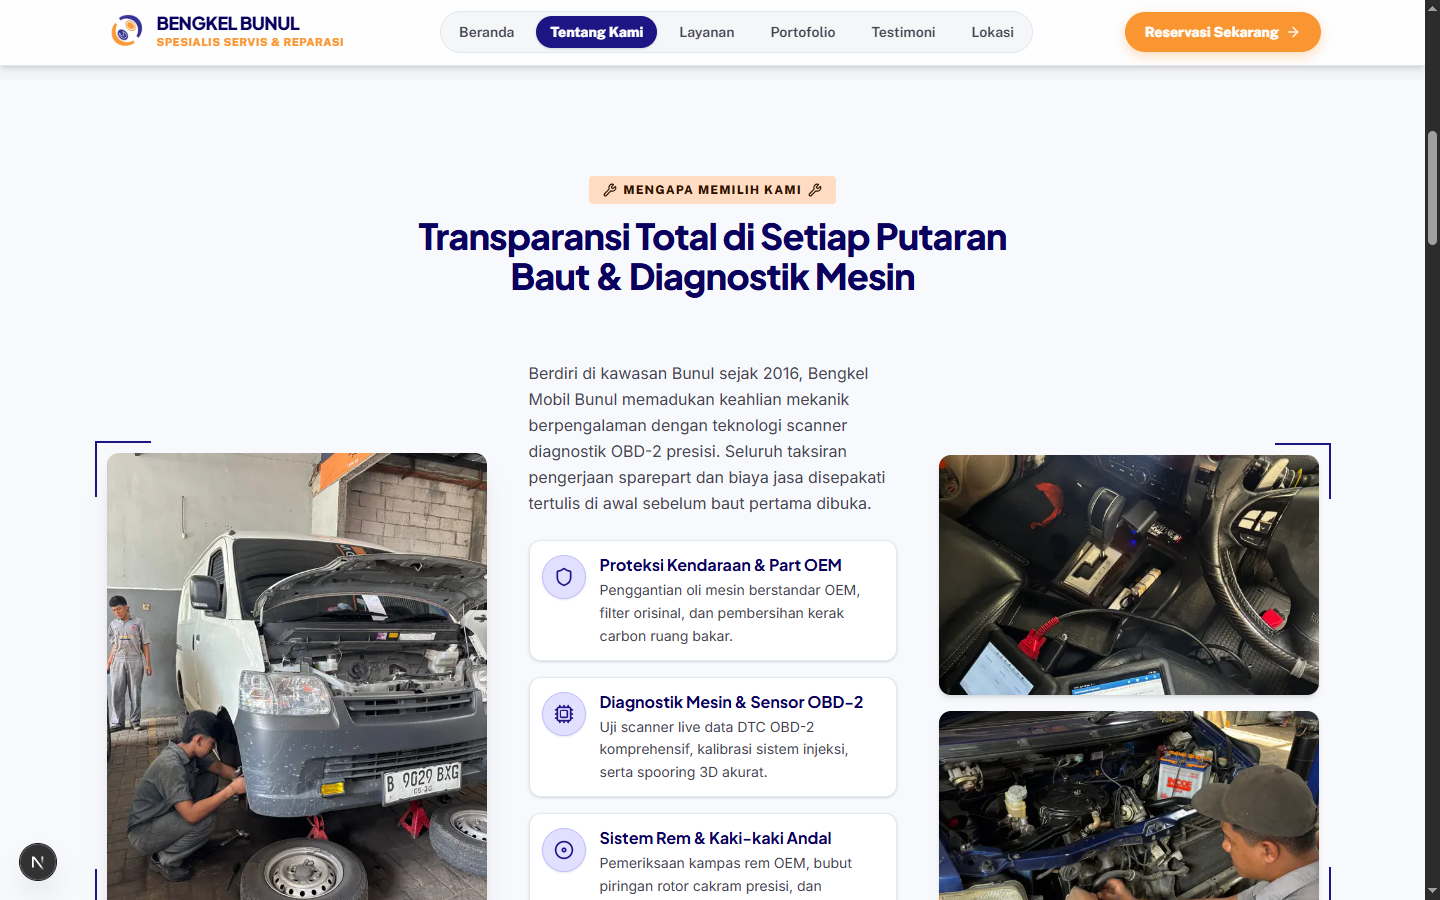 BENGKEL BUNUL
SPESIALIS SERVIS & REPARASI
Beranda
Tentang Kami
Layanan
Portofolio
Testimoni
Lokasi
Reservasi Sekarang
MENGAPA MEMILIH KAMI
Transparansi Total di Setiap Putaran
Baut & Diagnostik Mesin
Berdiri di kawasan Bunul sejak 2016, Bengkel
Mobil Bunul memadukan keahlian mekanik
berpengalaman dengan teknologi scanner
diagnostik OBD-2 presisi. Seluruh taksiran
pengerjaan sparepart dan biaya jasa disepakati
tertulis di awal sebelum baut pertama dibuka.
Proteksi Kendaraan & Part OEM
Penggantian oli mesin berstandar OEM,
filter orisinal, dan pembersihan kerak
carbon ruang bakar.
Diagnostik Mesin & Sensor OBD-2
Uji scanner live data DTC OBD-2
komprehensif, kalibrasi sistem injeksi,
serta spooring 3D akurat.
Sistem Rem & Kaki-kaki Andal
Pemeriksaan kampas rem OEM, bubut
piringan rotor cakram presisi, dan
B 9029 BXG
N